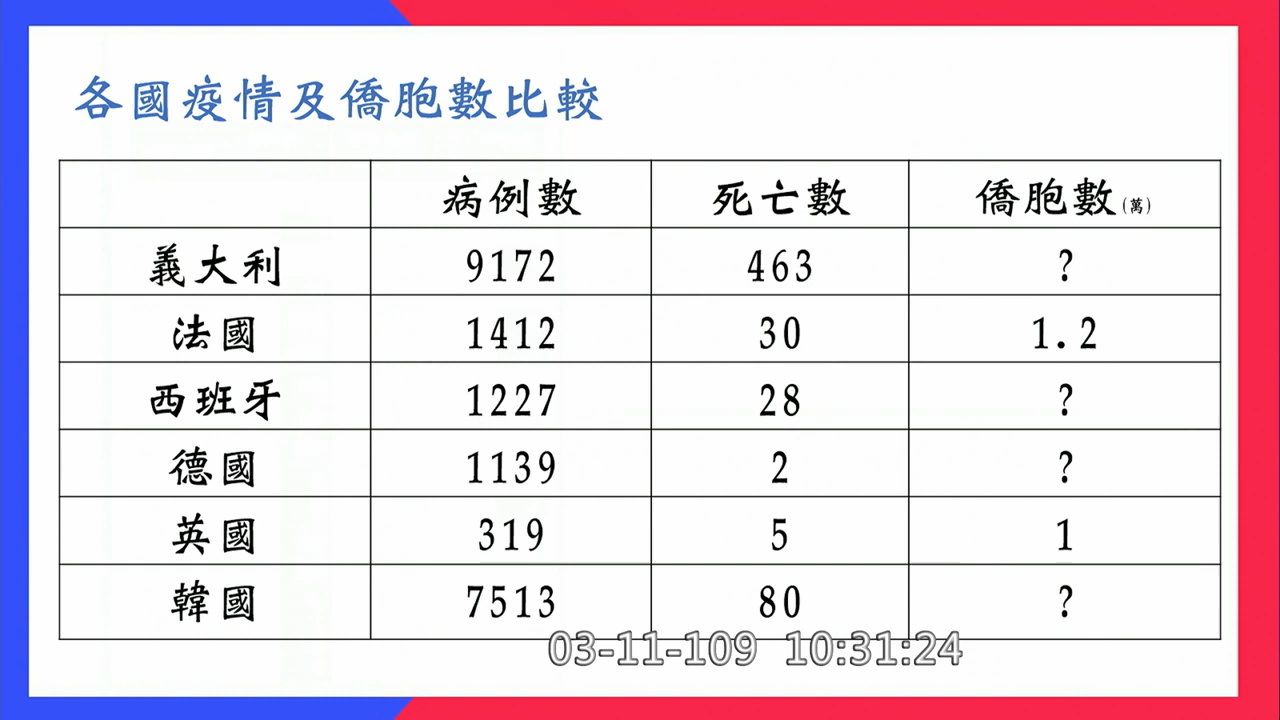 各國疫情及僑胞數比較
病例數 死亡數 僑胞數(萬)
義大利 9172 463 ?
法國 1412 30 1.2
西班牙 1227 28 ?
德國 1139 2 ?
英國 319 5 1
韓國 7513 80 ?
03-11-109 10:31:24